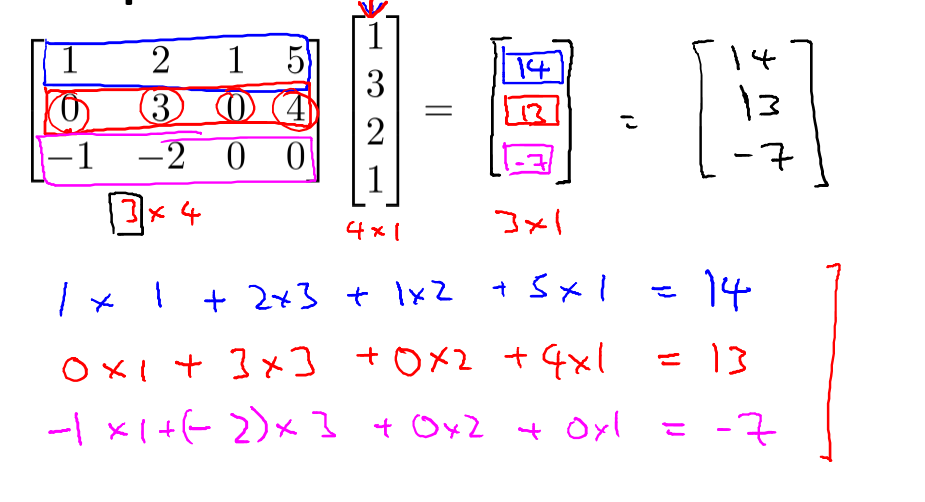 [1 2 1 5] [1] [14] [14]
[0 3 0 4] [3] = [13] = [13]
[-1 -2 0 0] [2] [-7] [-7]
[1]
3 × 4 4 × 1 3 × 1
1 × 1 + 2×3 + 1×2 + 5 × 1 = 14
0 × 1 + 3 × 3 + 0×2 + 4×1 = 13
-1 ×1+(-2)× 3 + 0×2 + 0×1 = -7